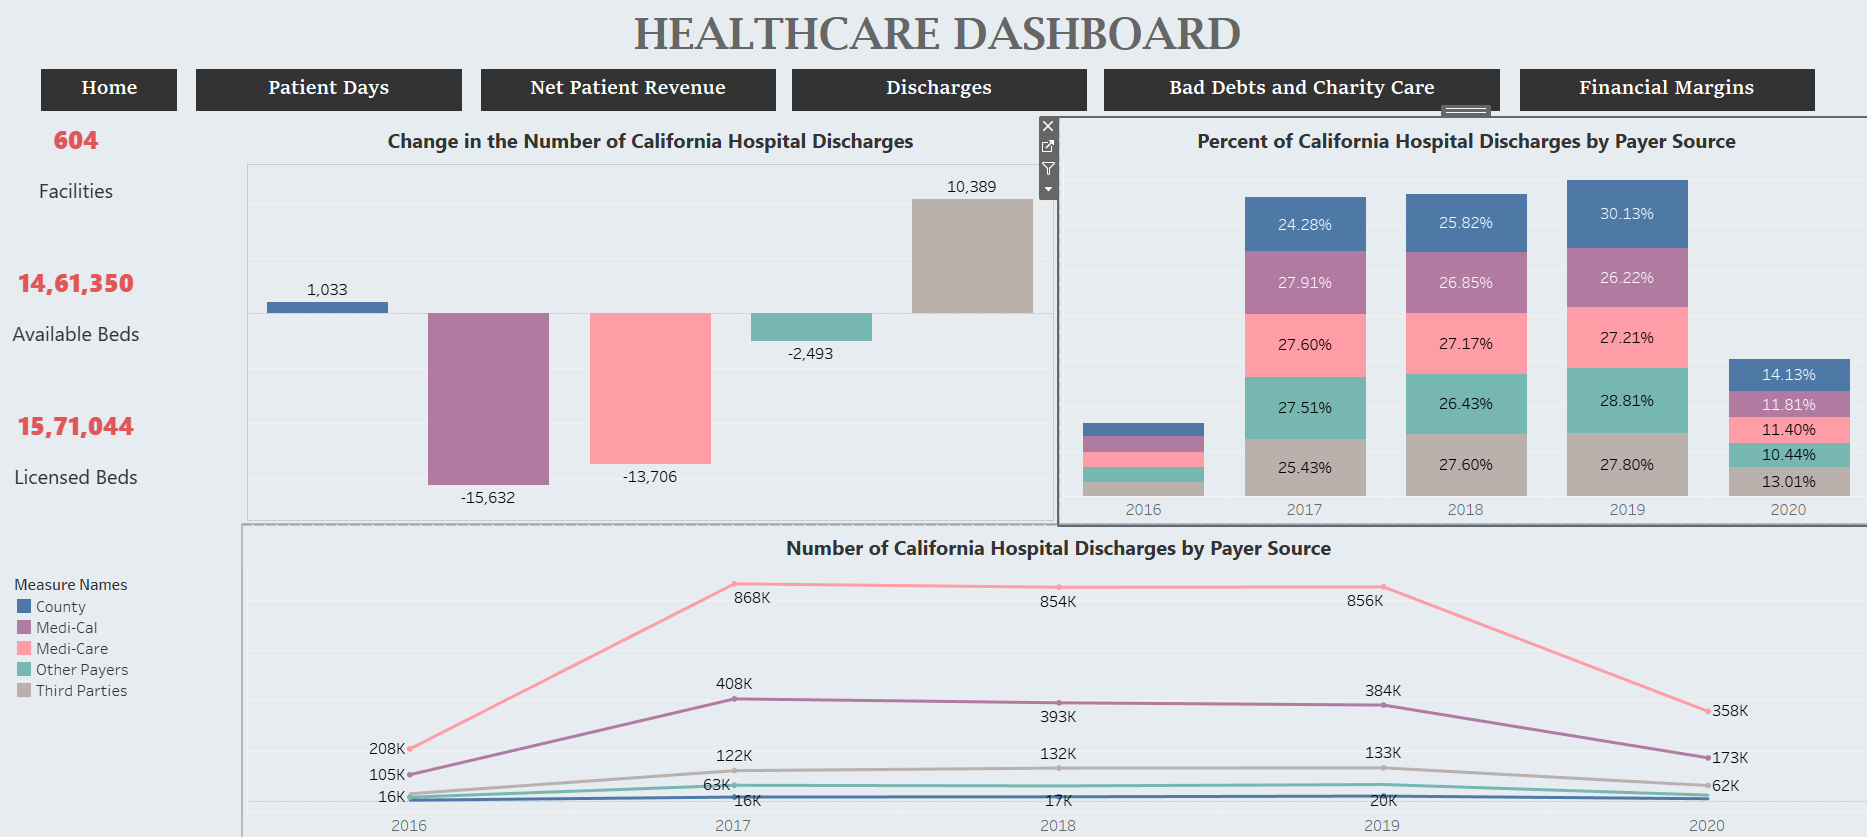 HEALTHCARE DASHBOARD
Home
Patient Days
Net Patient Revenue
Discharges
Bad Debts and Charity Care
Financial Margins
604
Facilities
14,61,350
Available Beds
15,71,044
Licensed Beds
Measure Names
County
Medi-Cal
Medi-Care
Other Payers
Third Parties
Change in the Number of California Hospital Discharges
1,033
-15,632
-13,706
-2,493
10,389
Percent of California Hospital Discharges by Payer Source
24.28%
27.91%
27.60%
27.51%
25.43%
25.82%
26.85%
27.17%
26.43%
27.60%
30.13%
26.22%
27.21%
28.81%
27.80%
14.13%
11.81%
11.40%
10.44%
13.01%
2016
2017
2018
2019
2020
Number of California Hospital Discharges by Payer Source
208K
868K
854K
856K
358K
105K
408K
393K
384K
173K
122K
132K
133K
62K
16K
63K
16K
17K
20K
2016
2017
2018
2019
2020